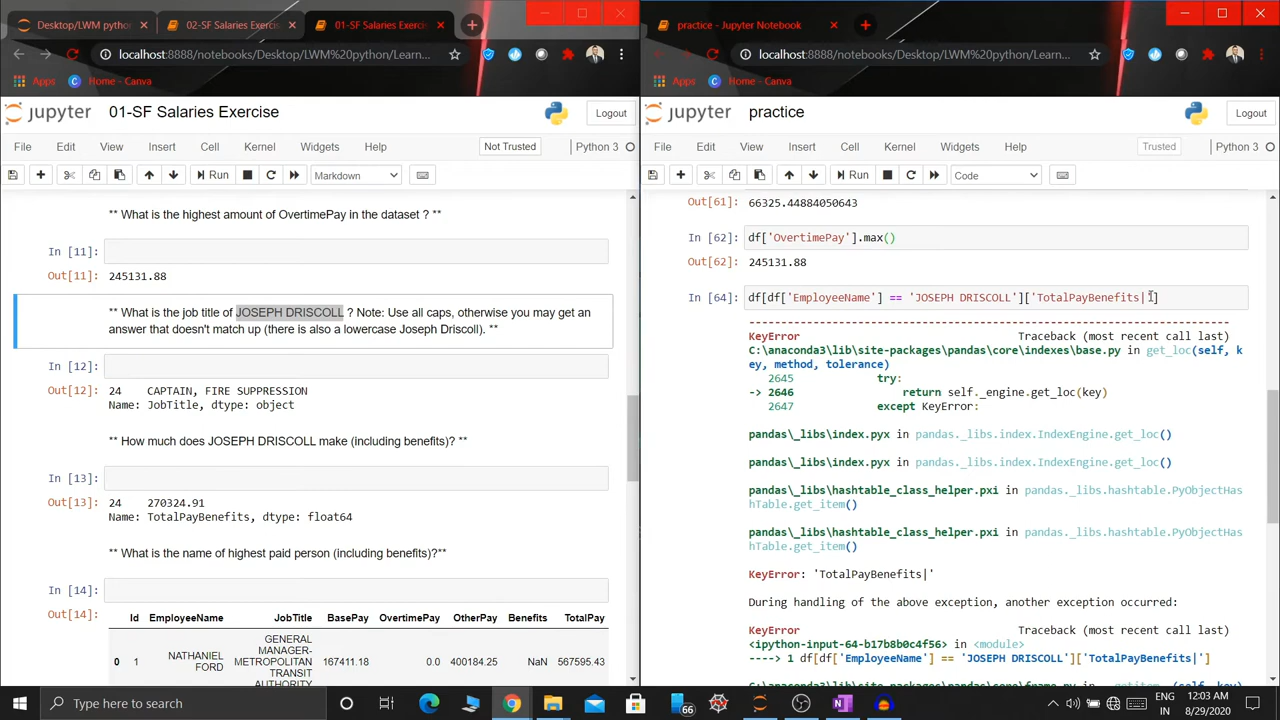 Desktop/LWM python
02-SF Salaries Exercise
01-SF Salaries Exercise
localhost:8888/notebooks/Desktop/LWM%20python/Learn...
Apps
Home - Canva
jupyter
01-SF Salaries Exercise
Logout
File Edit View Insert Cell Kernel Widgets Help
Not Trusted
Python 3
Run
Markdown
** What is the highest amount of OvertimePay in the dataset ? **
In [11]:
Out[11]: 245131.88
** What is the job title of JOSEPH DRISCOLL ? Note: Use all caps, otherwise you may get an
answer that doesn't match up (there is also a lowercase Joseph Driscoll). **
In [12]:
Out[12]: 24 CAPTAIN, FIRE SUPPRESSION
Name: JobTitle, dtype: object
** How much does JOSEPH DRISCOLL make (including benefits)? **
In [13]:
Out[13]: 24 270324.91
Name: TotalPayBenefits, dtype: float64
** What is the name of highest paid person (including benefits)?**
In [14]:
Out[14]: Id EmployeeName JobTitle BasePay OvertimePay OtherPay Benefits TotalPay
GENERAL
MANAGER-
METROPOLITAN
TRANSIT
AUTHORITY
0 1 NATHANIEL FORD 167411.18 0.0 400184.25 NaN 567595.43
practice - Jupyter Notebook
localhost:8888/notebooks/Desktop/LWM%20python/Learn...
Apps
Home - Canva
jupyter
practice
Logout
File Edit View Insert Cell Kernel Widgets Help
Trusted
Python 3
Run
Code
Out[61]: 66325.44884050643
In [62]: df['OvertimePay'].max()
Out[62]: 245131.88
In [64]: df[df['EmployeeName'] == 'JOSEPH DRISCOLL']['TotalPayBenefits|']
---------------------------------------------------------------------------
KeyError Traceback (most recent call last)
C:\anaconda3\lib\site-packages\pandas\core\indexes\base.py in get_loc(self, k
ey, method, tolerance)
2645 try:
-> 2646 return self._engine.get_loc(key)
2647 except KeyError:
pandas\_libs\index.pyx in pandas._libs.index.IndexEngine.get_loc()
pandas\_libs\index.pyx in pandas._libs.index.IndexEngine.get_loc()
pandas\_libs\hashtable_class_helper.pxi in pandas._libs.hashtable.PyObjectHas
hTable.get_item()
pandas\_libs\hashtable_class_helper.pxi in pandas._libs.hashtable.PyObjectHas
hTable.get_item()
KeyError: 'TotalPayBenefits|'
During handling of the above exception, another exception occurred:
KeyError Traceback (most recent call last)
<ipython-input-64-b17b8b0c4f56> in <module>
----> 1 df[df['EmployeeName'] == 'JOSEPH DRISCOLL']['TotalPayBenefits|']
Type here to search
66
ENG
IN
12:03 AM
8/29/2020